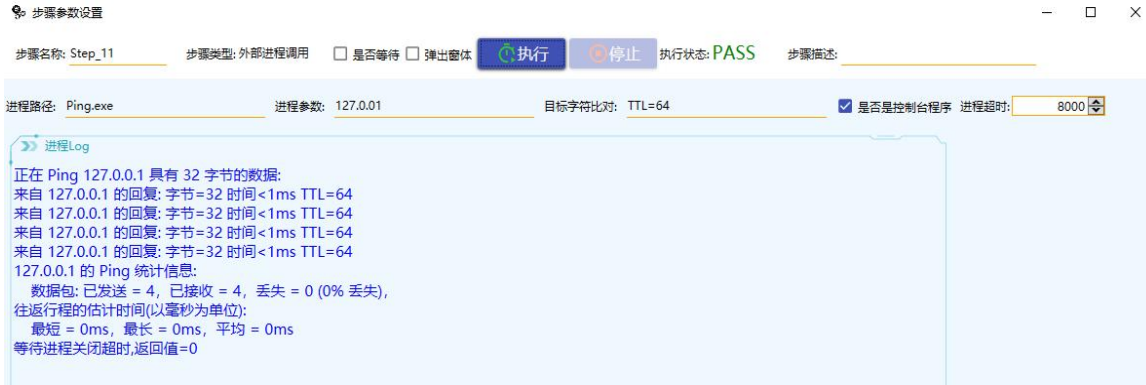 步骤参数设置
步骤名称: Step_11 步骤类型: 外部进程调用 是否等待 弹出窗体 执行 停止 执行状态: PASS 步骤描述:
进程路径: Ping.exe 进程参数: 127.0.01 目标字符比对: TTL=64 是否是控制台程序 进程超时: 8000
进程Log
正在 Ping 127.0.0.1 具有 32 字节的数据:
来自 127.0.0.1 的回复: 字节=32 时间<1ms TTL=64
来自 127.0.0.1 的回复: 字节=32 时间<1ms TTL=64
来自 127.0.0.1 的回复: 字节=32 时间<1ms TTL=64
来自 127.0.0.1 的回复: 字节=32 时间<1ms TTL=64
127.0.0.1 的 Ping 统计信息:
数据包: 已发送 = 4，已接收 = 4，丢失 = 0 (0% 丢失)，
往返行程的估计时间(以毫秒为单位):
最短 = 0ms，最长 = 0ms，平均 = 0ms
等待进程关闭超时,返回值=0